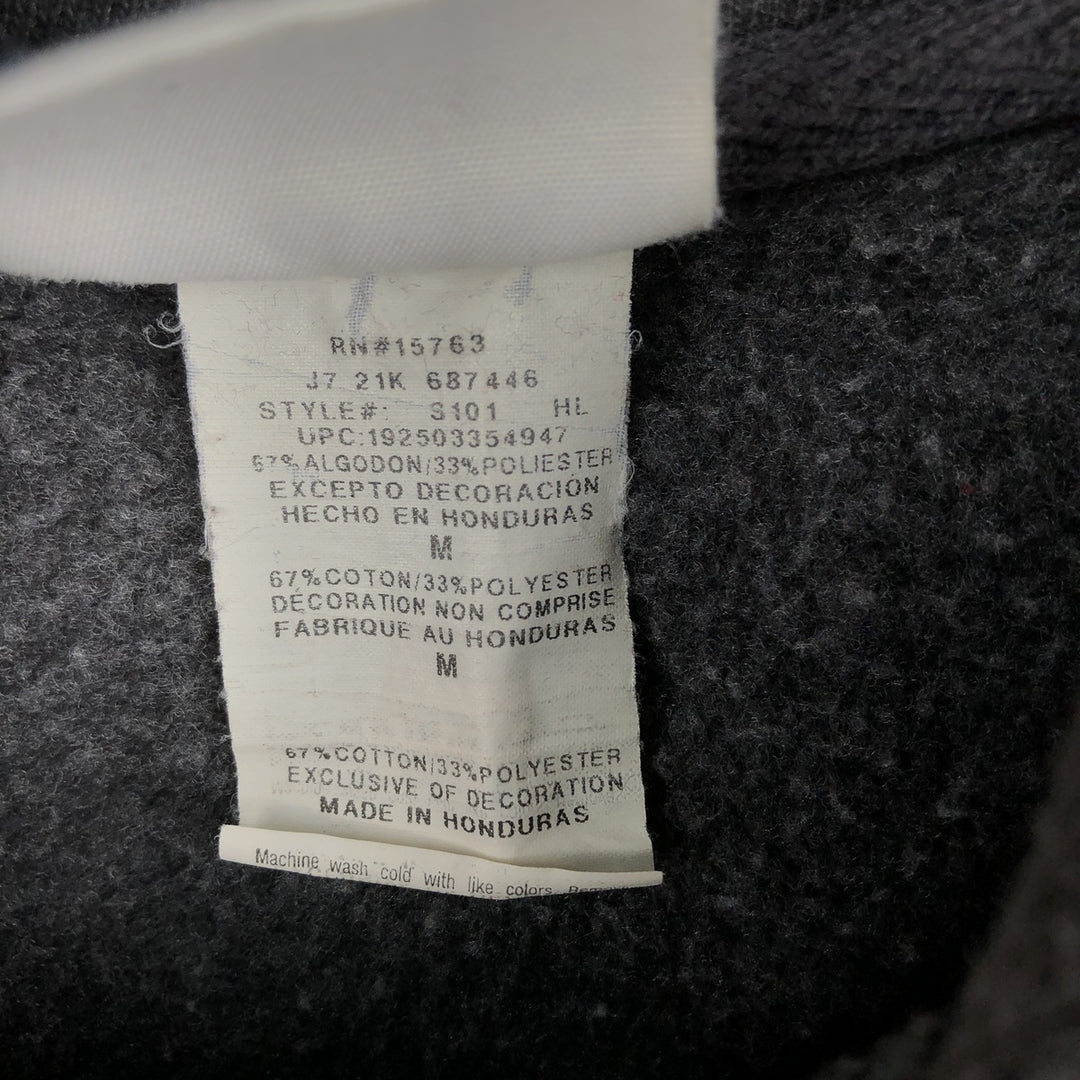 RN#15763
J7 21K 687446
STYLE#: S101 HL
UPC:192503354947
67%ALGODON/33%POLIESTER
EXCEPTO DECORACIÓN
HECHO EN HONDURAS
M
67%COTON/33%POLYESTER
DÉCORATION NON COMPRISE
FABRIQUE AU HONDURAS
M
67%COTTON/33%POLYESTER
EXCLUSIVE OF DECORATION
MADE IN HONDURAS
Machine wash cold with like colors.